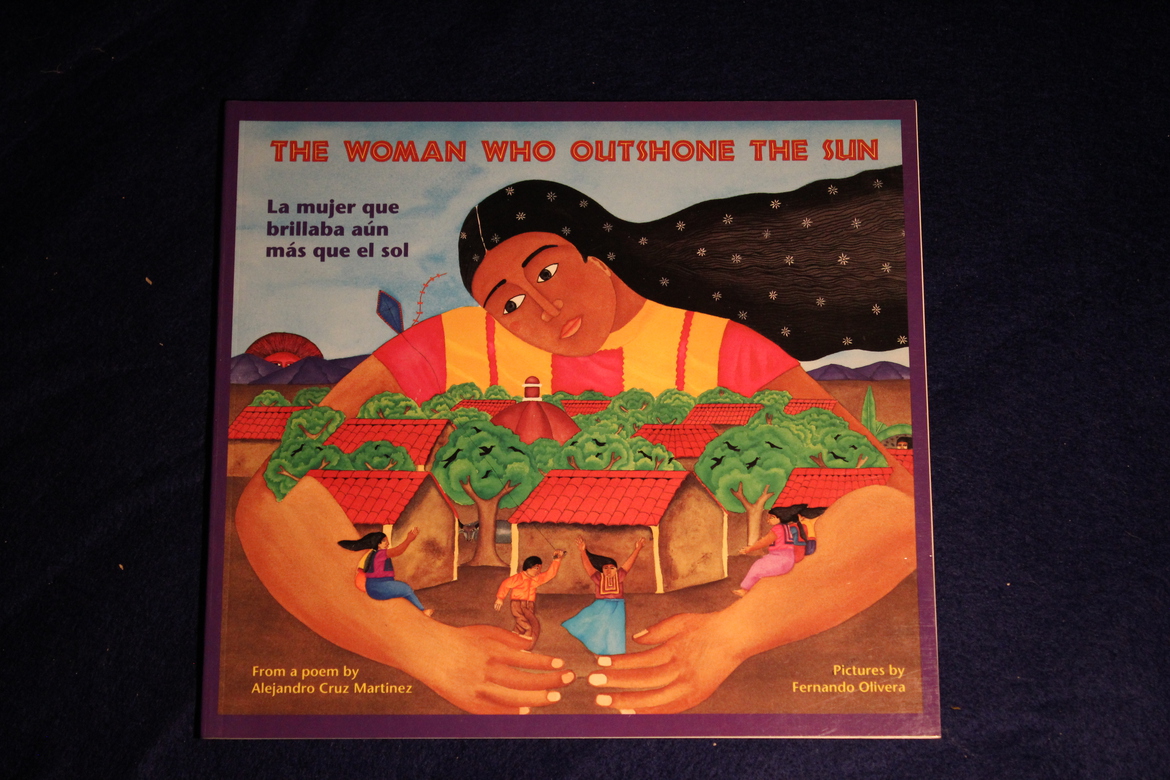 THE WOMAN WHO OUTSHONE THE SUN
La mujer que
brillaba aún
más que el sol
From a poem by
Alejandro Cruz Martinez
Pictures by
Fernando Olivera